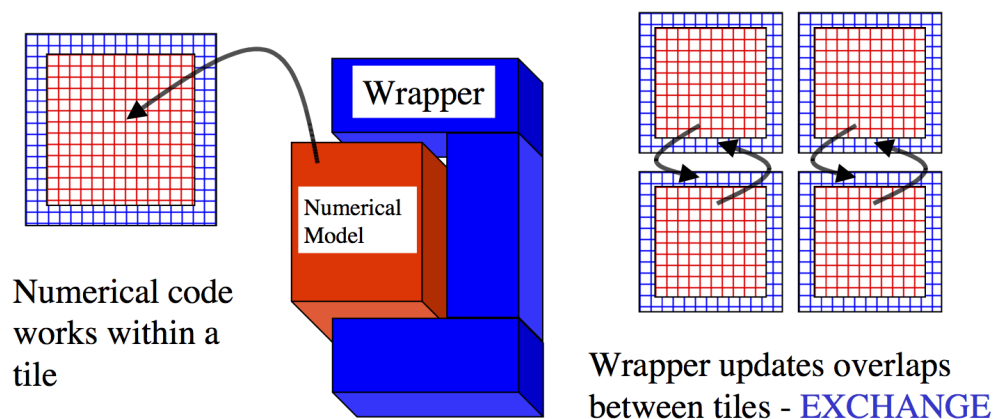 Wrapper
Numerical
Model
Numerical code
works within a
tile
Wrapper updates overlaps
between tiles - EXCHANGE